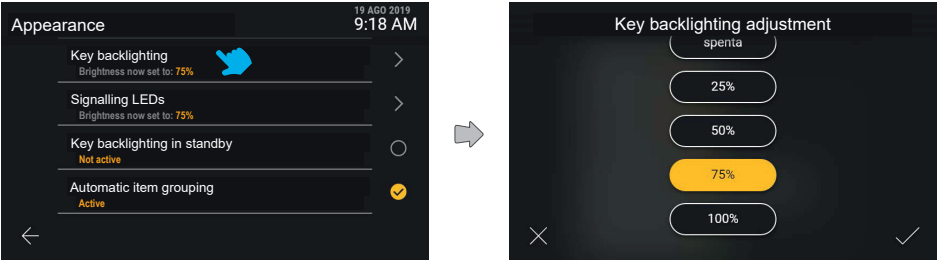 19 AGO 2019
Appearance 9:18 AM
Key backlighting
Brightness now set to: 75%
Signalling LEDs
Brightness now set to: 75%
Key backlighting in standby
Not active
Automatic item grouping
Active
Key backlighting adjustment
spenta
25%
50%
75%
100%